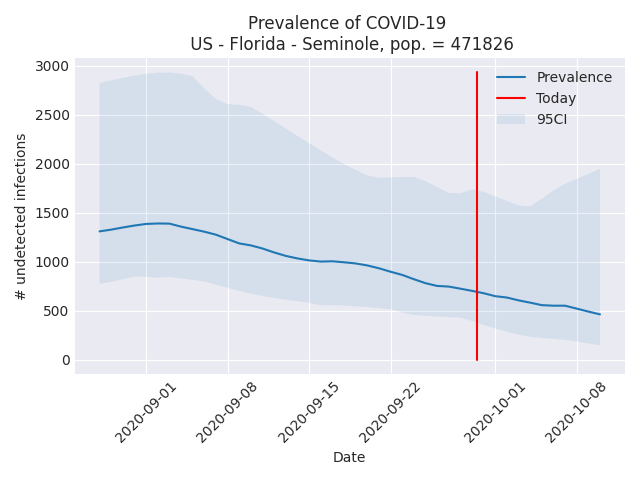 Prevalence of COVID-19
US - Florida - Seminole, pop. = 471826
Prevalence
Today
95CI
3000
2500
2000
1500
1000
500
0
# undetected infections
2020-09-01
2020-09-08
2020-09-15
2020-09-22
2020-10-01
2020-10-08
Date